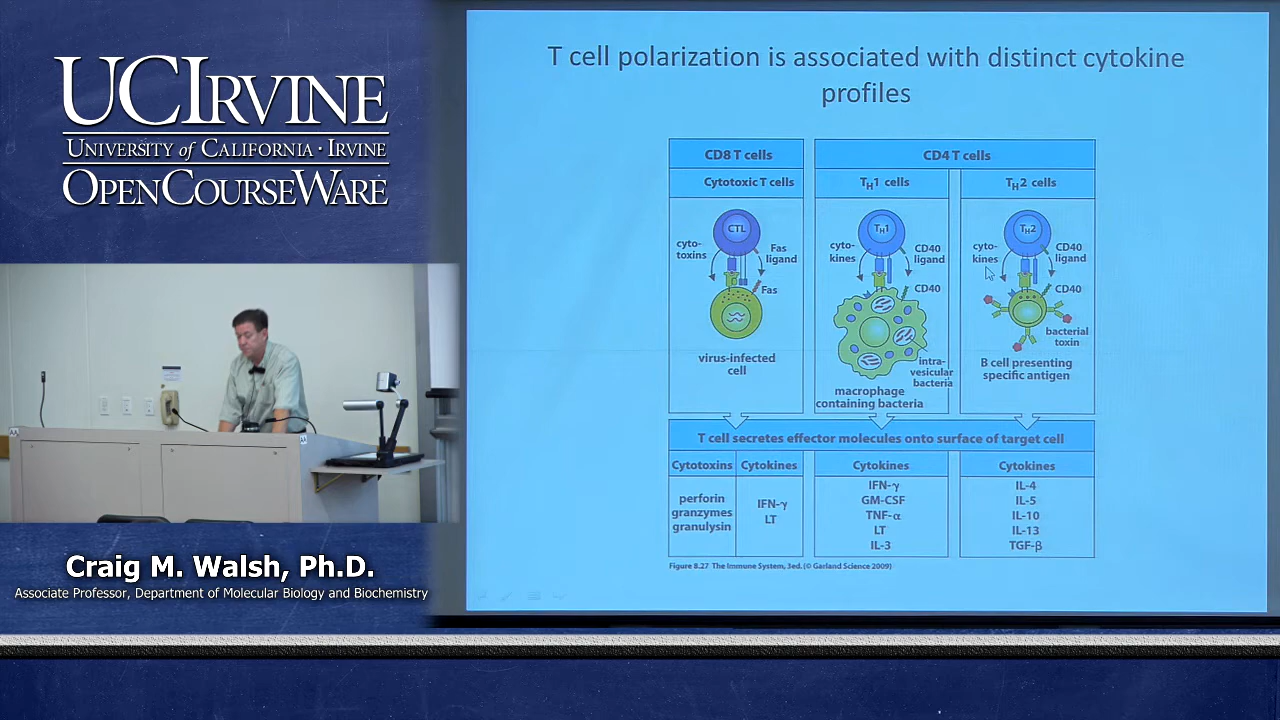 UCIRVINE
UNIVERSITY of CALIFORNIA · IRVINE
OPENCOURSEWARE
Craig M. Walsh, Ph.D.
Associate Professor, Department of Molecular Biology and Biochemistry
T cell polarization is associated with distinct cytokine
profiles
CD8 T cells
CD4 T cells
Cytotoxic T cells
TH1 cells
TH2 cells
CTL
cyto-
toxins
Fas
ligand
Fas
virus-infected
cell
TH1
cyto-
kines
CD40
ligand
CD40
intra-
vesicular
bacteria
macrophage
containing bacteria
TH2
cyto-
kines
CD40
ligand
CD40
bacterial
toxin
B cell presenting
specific antigen
T cell secretes effector molecules onto surface of target cell
Cytotoxins
Cytokines
Cytokines
Cytokines
perforin
granzymes
granulysin
IFN-γ
LT
IFN-γ
GM-CSF
TNF-α
LT
IL-3
IL-4
IL-5
IL-10
IL-13
TGF-β
Figure 8.27 The Immune System, 3ed. (© Garland Science 2009)